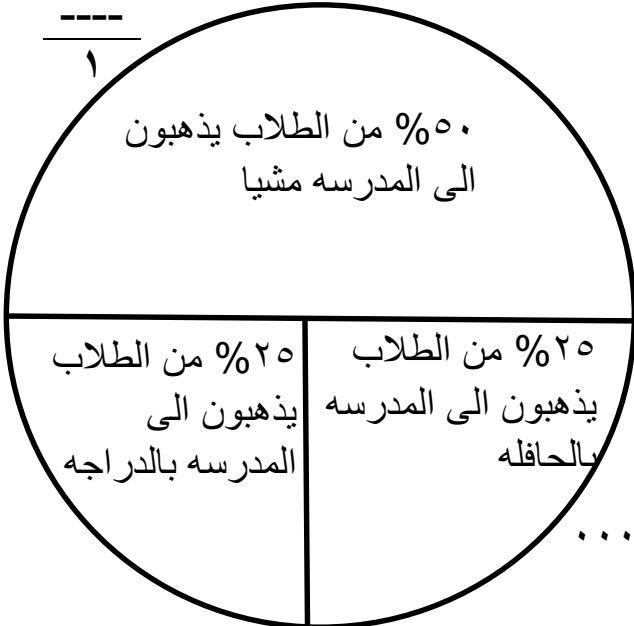 ----
١
٥٠% من الطلاب يذهبون
الى المدرسه مشيا
٢٥% من الطلاب
يذهبون الى المدرسه
بالحافله
٢٥% من الطلاب
يذهبون الى
المدرسه بالدراجه
٠٠٠